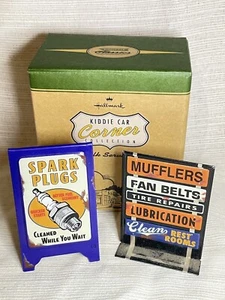 Hallmark
KIDDIE CAR
Corner
COLLECTION
SPARK
PLUGS
CLEANED
WHILE YOU WAIT
MUFFLERS
FAN BELTS
TIRE REPAIRS
LUBRICATION
Clean REST
ROOMS